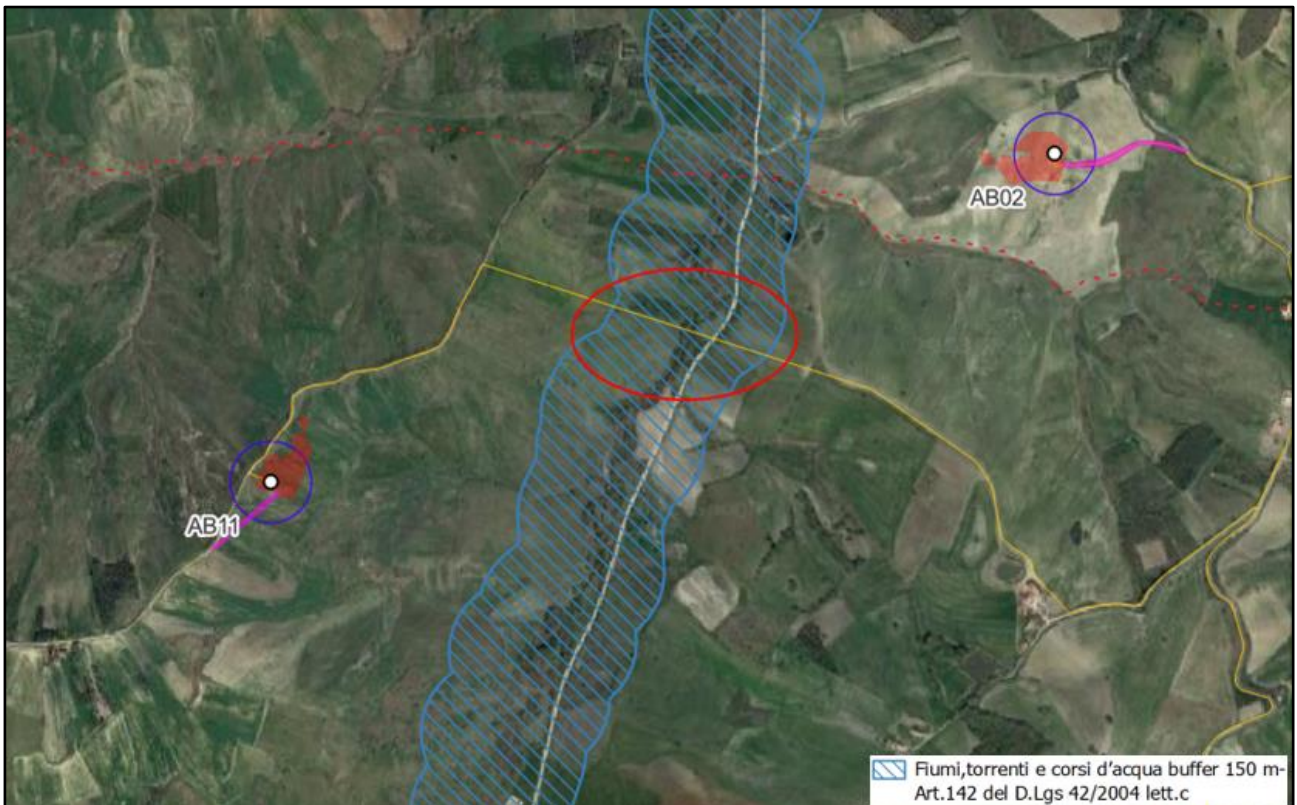 AB02
AB11
Fiumi,torrenti e corsi d'acqua buffer 150 m-
Art.142 del D.Lgs 42/2004 lett.c